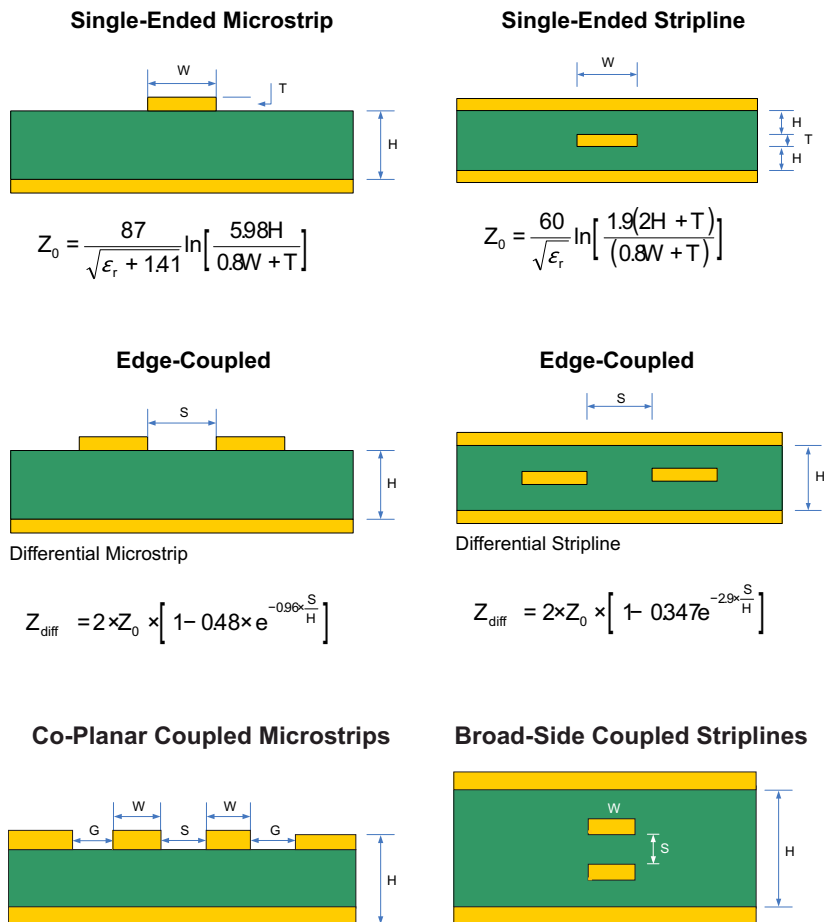 Single-Ended Microstrip
W
T
H
Z₀ = 87 / √(εᵣ + 1.41) ln[5.98H / 0.8W + T]
Single-Ended Stripline
W
H
T
H
Z₀ = 60 / √εᵣ ln[1.9(2H + T) / (0.8W + T)]
Edge-Coupled
S
H
Differential Microstrip
Z_diff = 2×Z₀ ×[1− 0.48× e^(−0.96× S/H)]
Edge-Coupled
S
H
Differential Stripline
Z_diff = 2×Z₀ ×[1− 0.347e^(−2.9× S/H)]
Co-Planar Coupled Microstrips
W W
G S G
H
Broad-Side Coupled Striplines
W
S
H